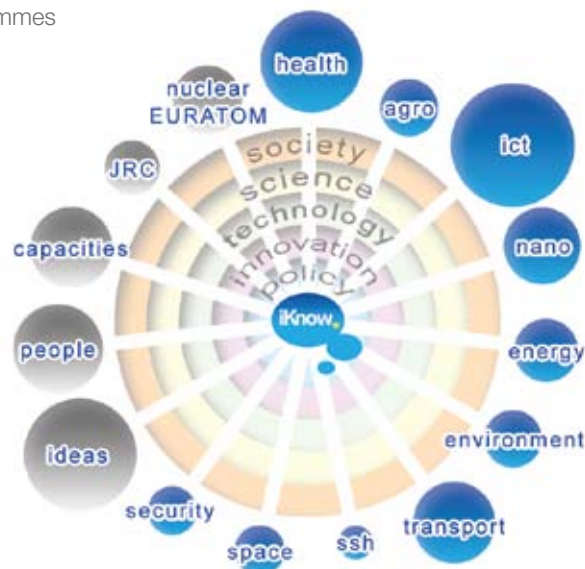 mmes
health
nuclear
EURATOM
agro
ict
JRC
society
science
technology
innovation
policy
capacities
nano
iKnow.
people
energy
ideas
environment
security
transport
space
ssh